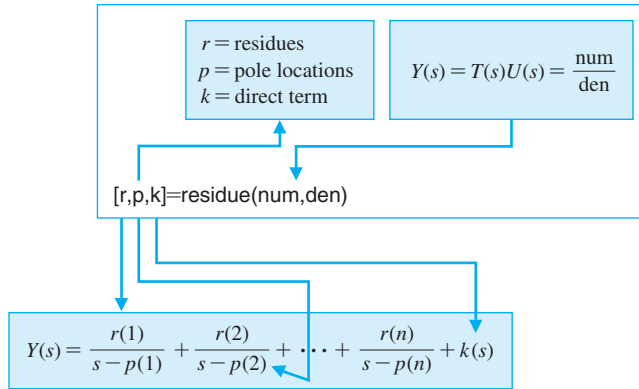 r = residues
p = pole locations
k = direct term
Y(s) = T(s)U(s) = num/den
[r,p,k]=residue(num,den)
Y(s) = r(1)/(s − p(1)) + r(2)/(s − p(2)) + ··· + r(n)/(s − p(n)) + k(s)